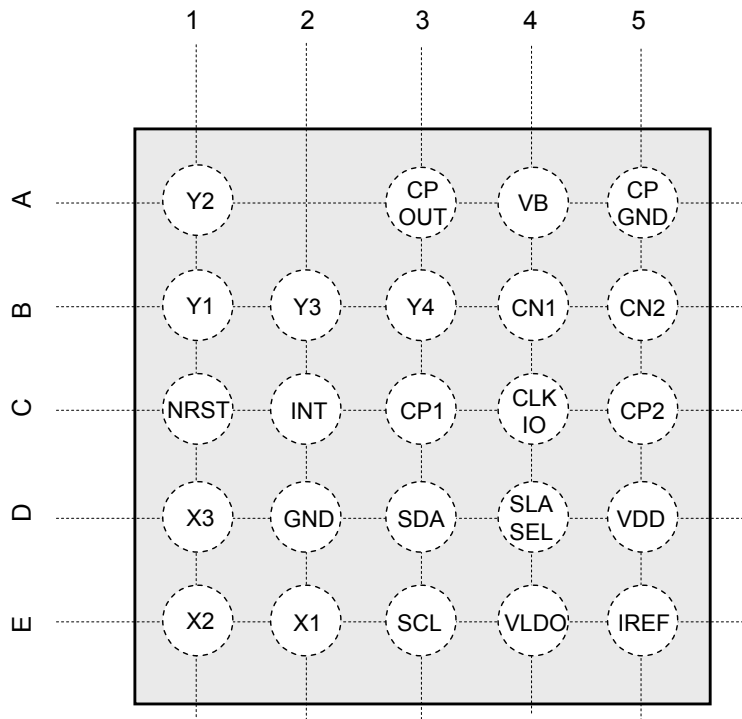 1 2 3 4 5
A Y2 CP OUT VB CP GND
B Y1 Y3 Y4 CN1 CN2
C NRST INT CP1 CLK IO CP2
D X3 GND SDA SLA SEL VDD
E X2 X1 SCL VLDO IREF